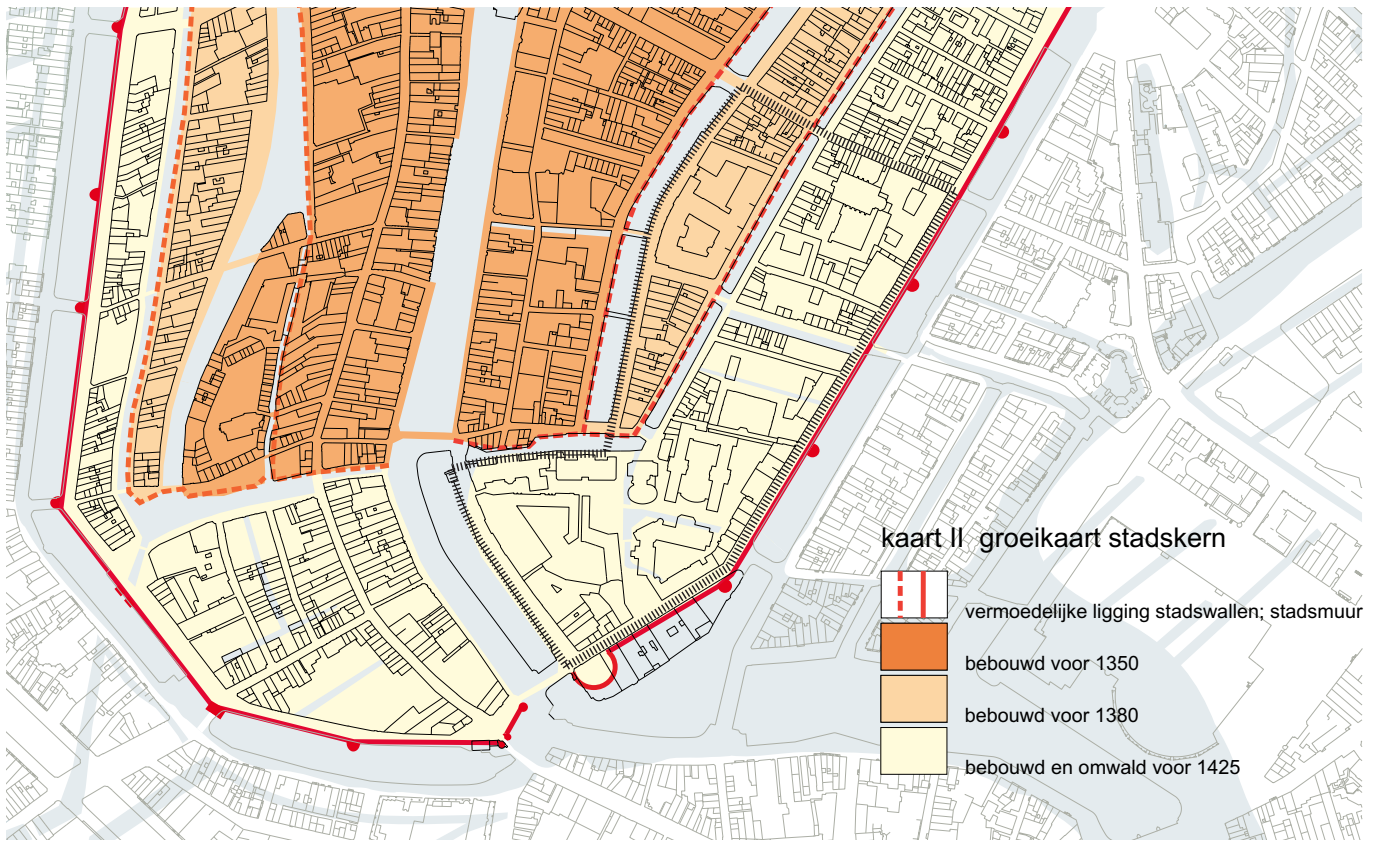 kaart II groeikaart stadskern
vermoedelijke ligging stadswallen; stadsmuur
bebouwd voor 1350
bebouwd voor 1380
bebouwd en omwald voor 1425